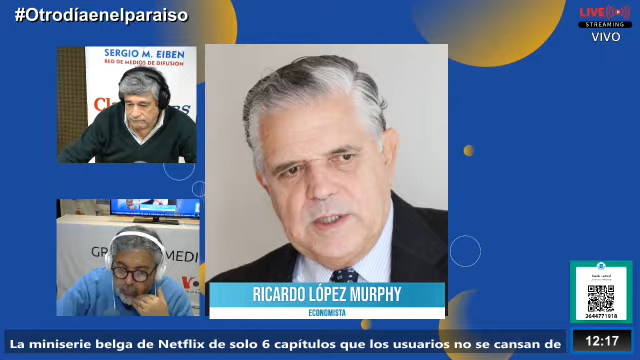 #Otrodíaenelparaiso
LIVE
STREAMING
VIVO
SERGIO M. EIBEN
RED DE MEDIOS DE DIFUSIÓN
RICARDO LÓPEZ MURPHY
ECONOMISTA
2644771918
La miniserie belga de Netflix de solo 6 capítulos que los usuarios no se cansan de
12:17